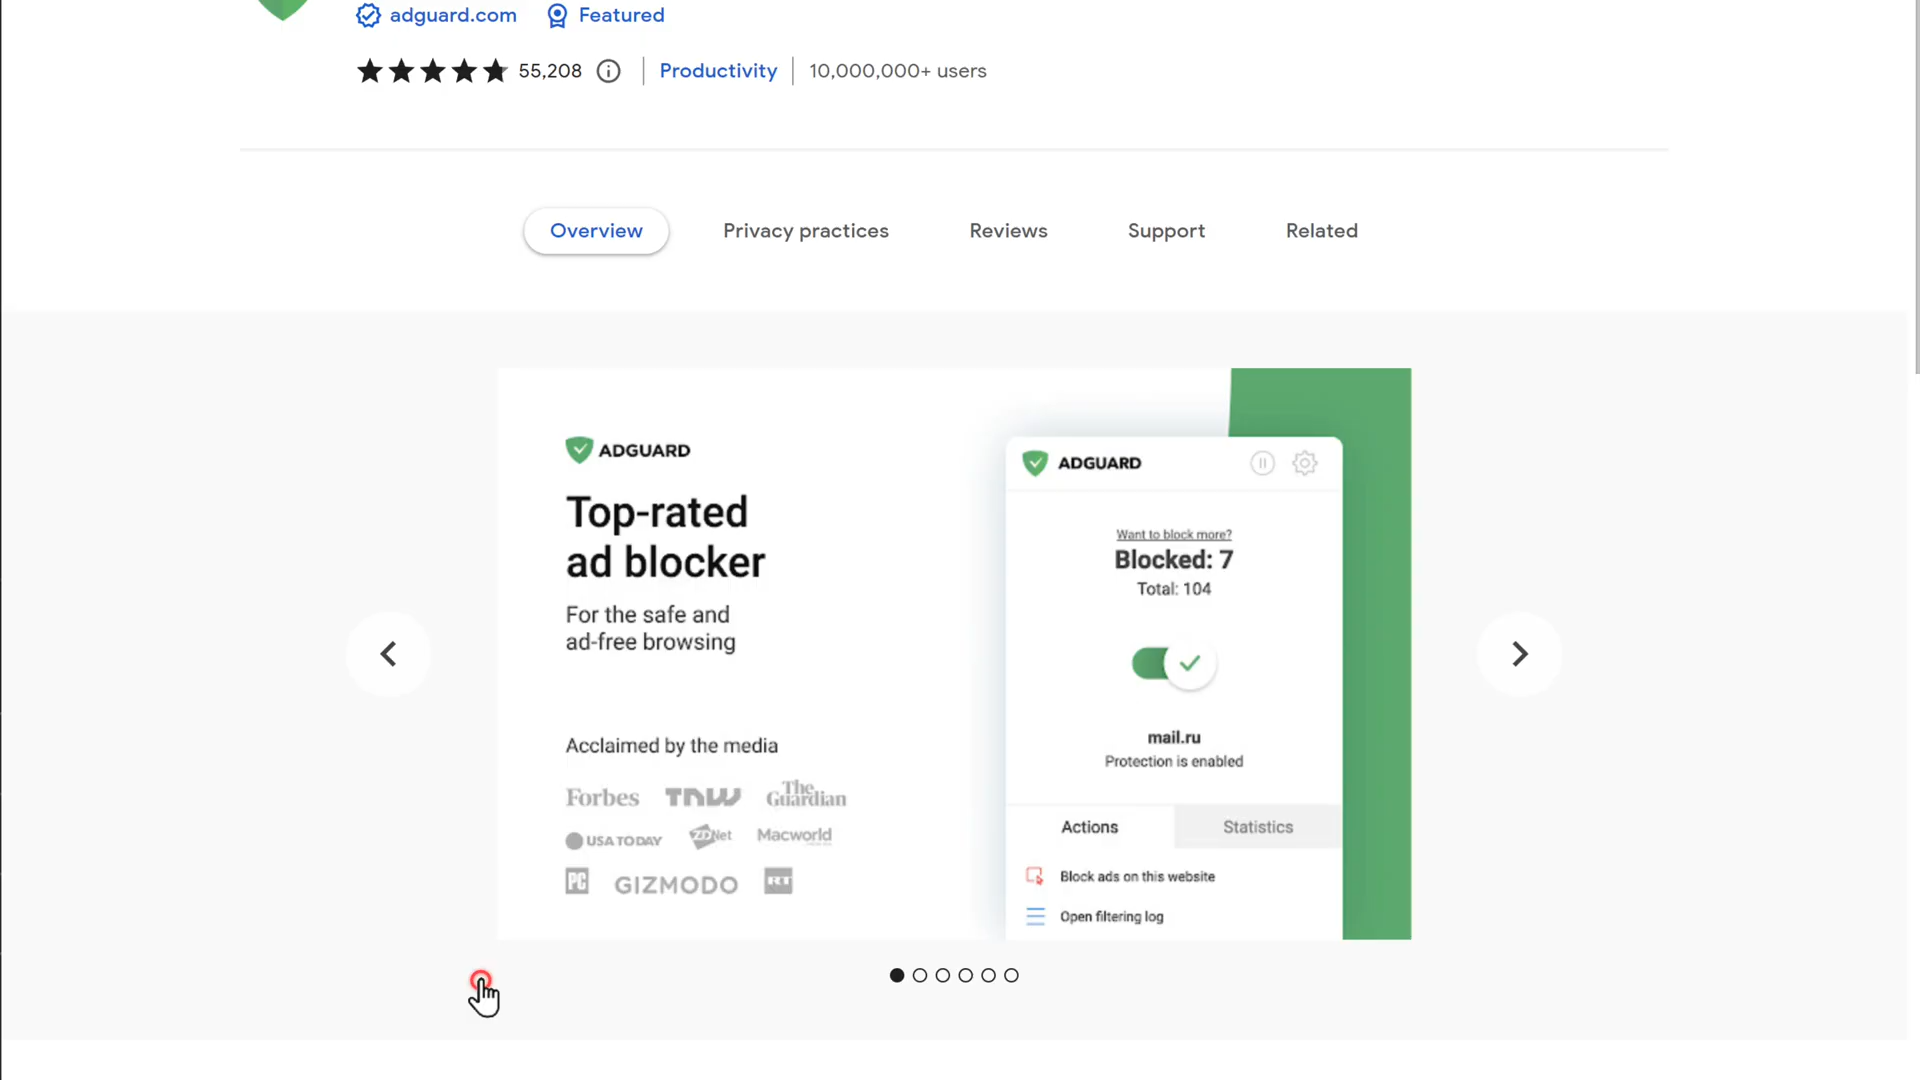 adguard.com Featured
55,208 Productivity 10,000,000+ users
Overview Privacy practices Reviews Support Related
ADGUARD
Top-rated
ad blocker
For the safe and
ad-free browsing
Acclaimed by the media
Forbes TNW The Guardian
USA TODAY ZDNet Macworld
PC GIZMODO RT
ADGUARD
Want to block more?
Blocked: 7
Total: 104
mail.ru
Protection is enabled
Actions Statistics
Block ads on this website
Open filtering log